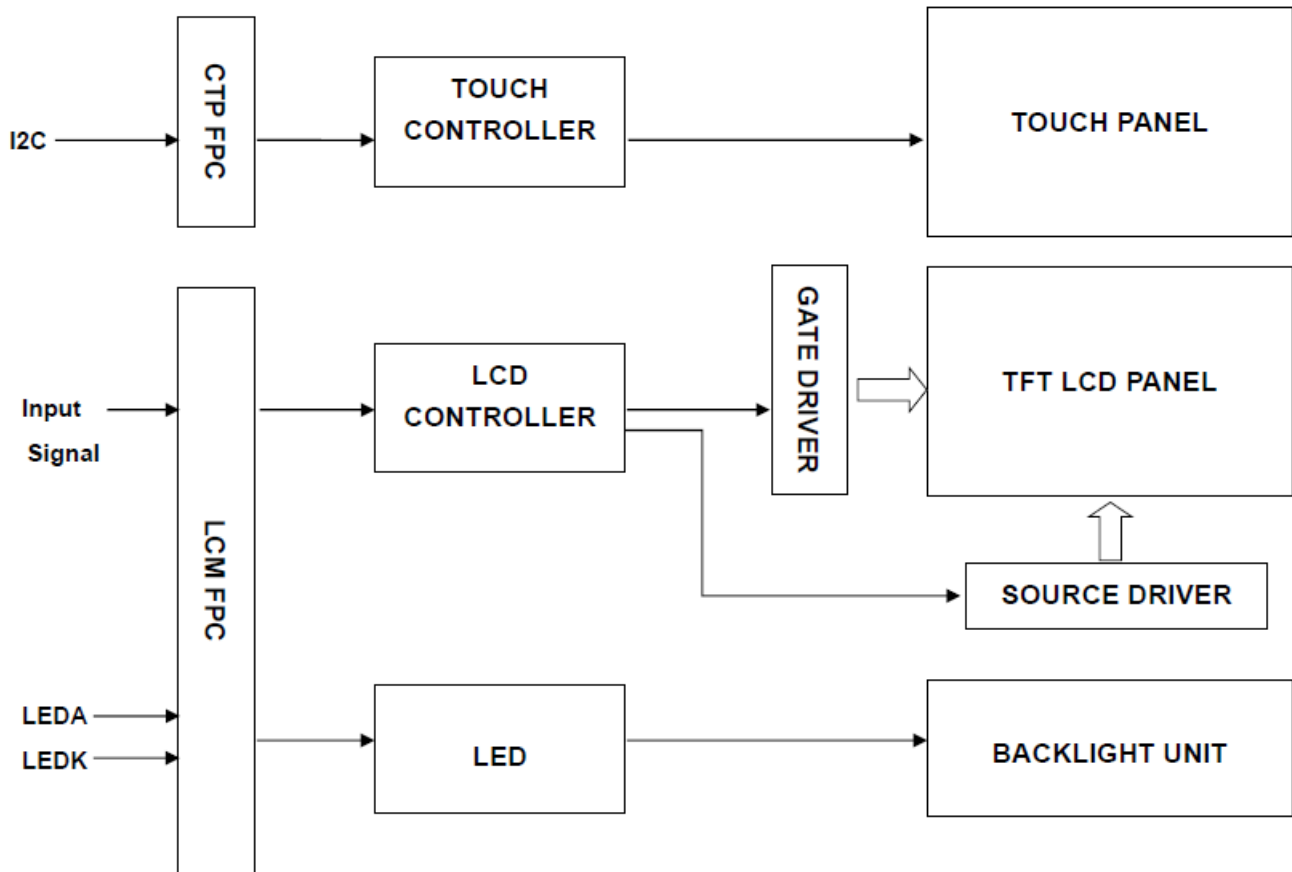 I2C
CTP FPC
TOUCH
CONTROLLER
TOUCH PANEL
Input
Signal
LCM FPC
LCD
CONTROLLER
GATE DRIVER
TFT LCD PANEL
SOURCE DRIVER
LEDA
LEDK
LED
BACKLIGHT UNIT